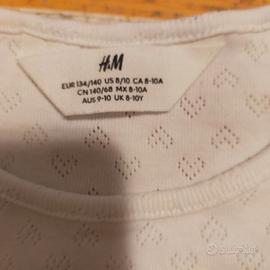 H&M
EUR 134/140 US 8/10 CA 8-10A
CN 140/68 MX 8-10A
AUS 9-10 UK 8-10Y
subito